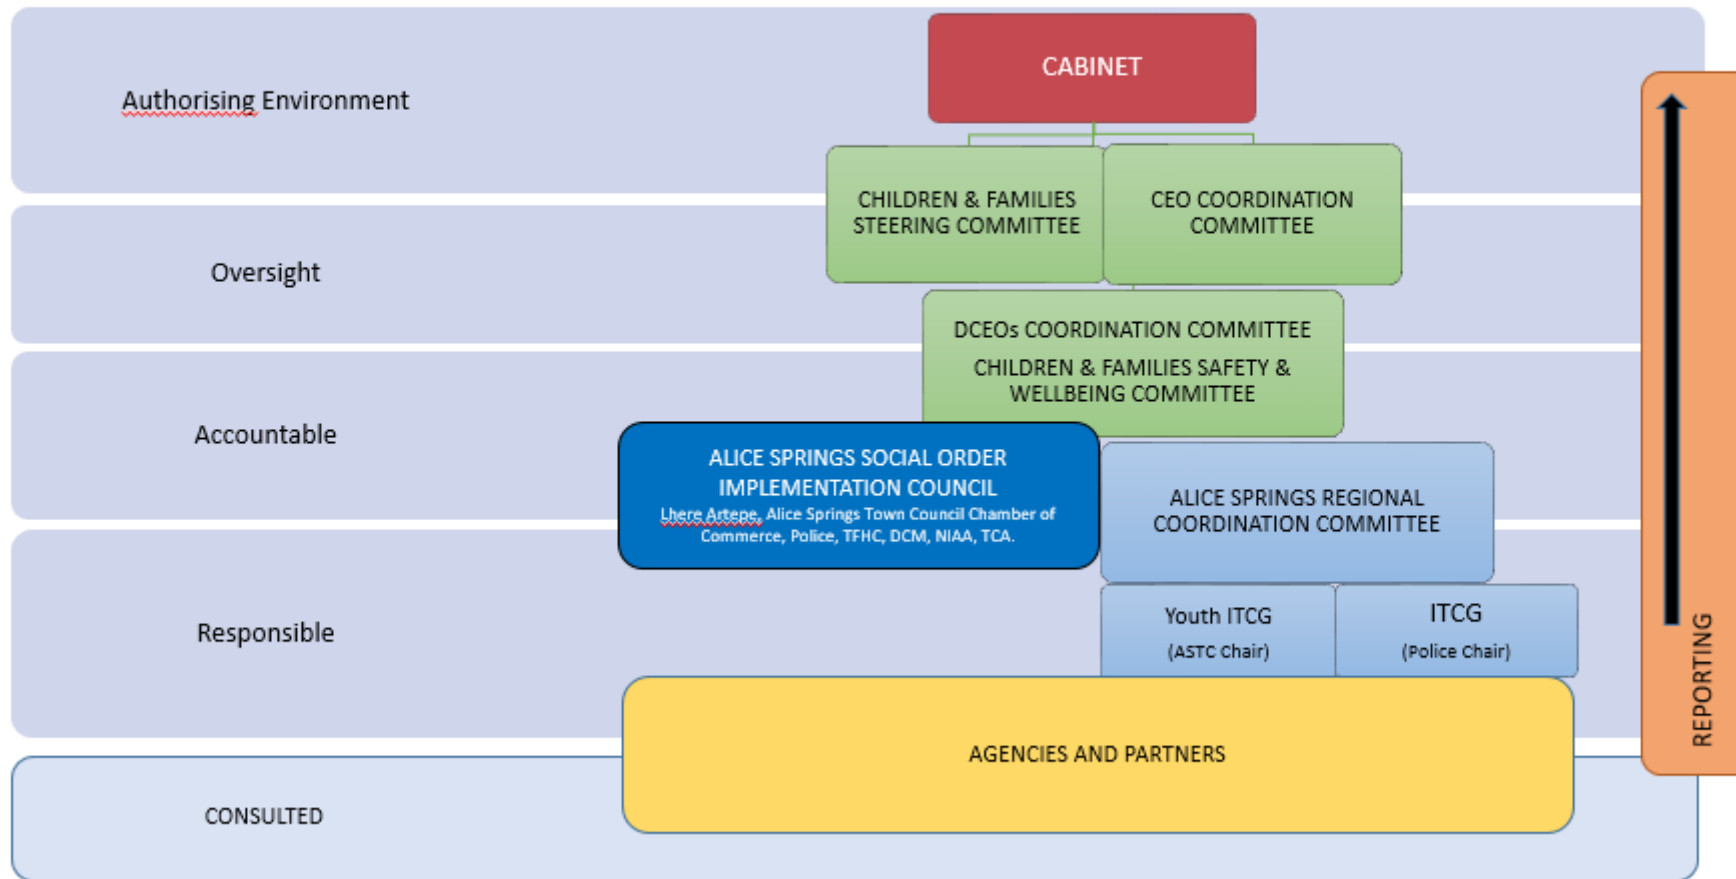 Authorising Environment
CABINET
CHILDREN & FAMILIES
STEERING COMMITTEE
CEO COORDINATION
COMMITTEE
Oversight
DCEOs COORDINATION COMMITTEE
CHILDREN & FAMILIES SAFETY &
WELLBEING COMMITTEE
Accountable
ALICE SPRINGS SOCIAL ORDER
IMPLEMENTATION COUNCIL
Lhere Artepe, Alice Springs Town Council Chamber of
Commerce, Police, TFHC, DCM, NIAA, TCA.
ALICE SPRINGS REGIONAL
COORDINATION COMMITTEE
Responsible
Youth ITCG
(ASTC Chair)
ITCG
(Police Chair)
AGENCIES AND PARTNERS
CONSULTED
REPORTING